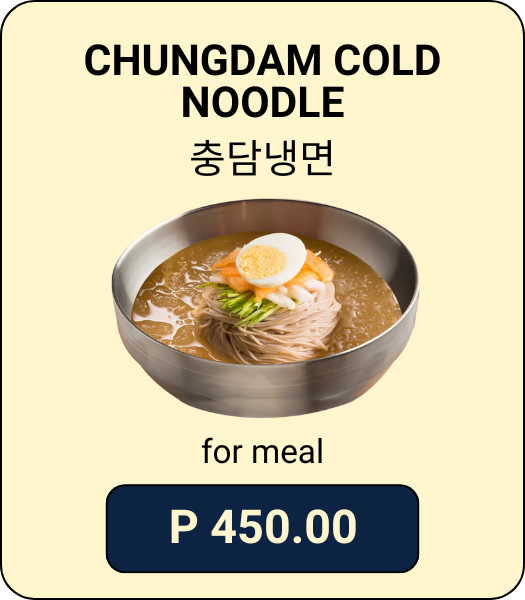 CHUNGDAM COLD
NOODLE
충담냉면
for meal
P 450.00